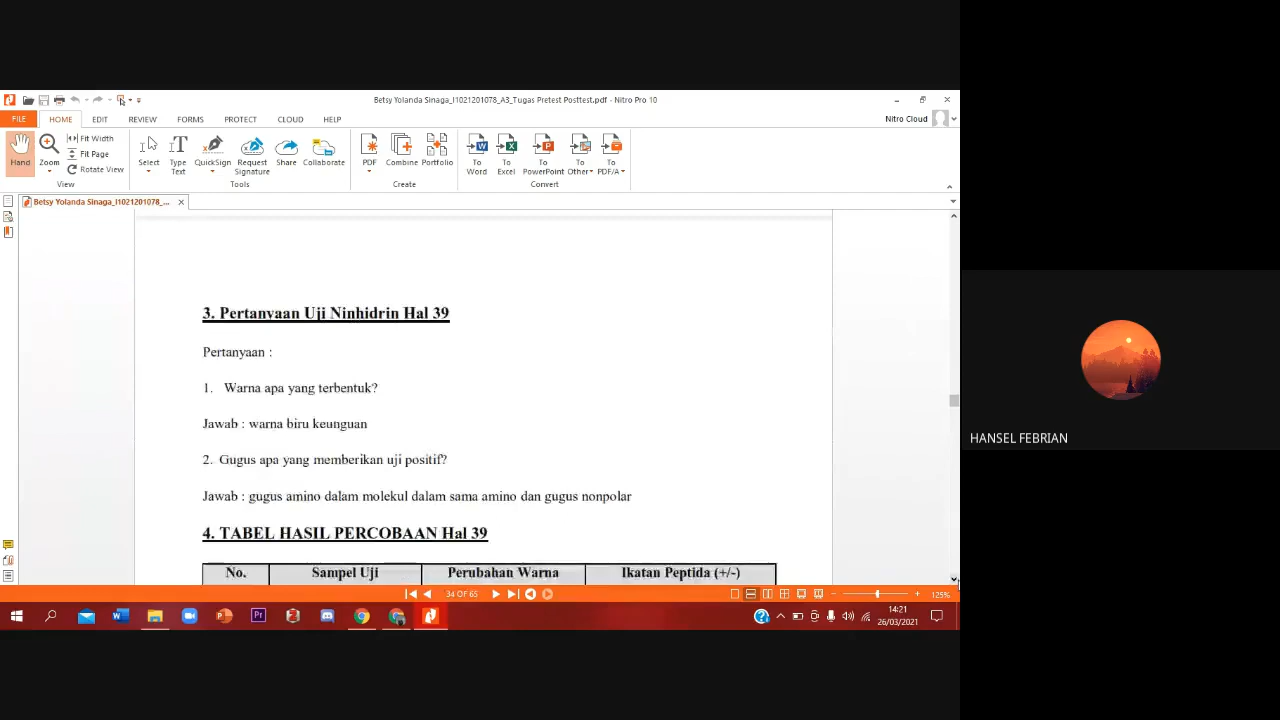 Betsy Yolanda Sinaga_I1021201078_A3_Tugas Pretest Posttest.pdf - Nitro Pro 10
FILE HOME EDIT REVIEW FORMS PROTECT CLOUD HELP Nitro Cloud
Hand
Zoom
Fit Width
Fit Page
Rotate View
View
Select
Type Text
QuickSign
Request Signature
Share
Collaborate
Tools
PDF
Combine
Portfolio
Create
To Word
To Excel
To PowerPoint
To Other
To PDF/A
Convert
Betsy Yolanda Sinaga_I1021201078_...
3. Pertanyaan Uji Ninhidrin Hal 39
Pertanyaan :
1. Warna apa yang terbentuk?
Jawab : warna biru keunguan
2. Gugus apa yang memberikan uji positif?
Jawab : gugus amino dalam molekul dalam sama amino dan gugus nonpolar
4. TABEL HASIL PERCOBAAN Hal 39
No. Sampel Uji Perubahan Warna Ikatan Peptida (+/-)
34 OF 65
125%
14:21
26/03/2021
HANSEL FEBRIAN